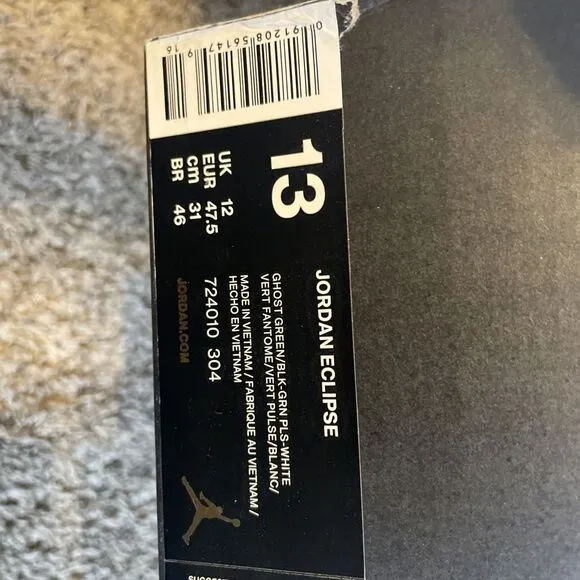 0 91208 56147 9 16
13
UK 12
EUR 47.5
cm 31
BR 46
JORDAN ECLIPSE
GHOST GREEN/BLK-GRN PLS-WHITE
VERT FANTOME/VERT PULSE/BLANC/
MADE IN VIETNAM / FABRIQUE AU VIETNAM /
HECHO EN VIETNAM
724010 304
JORDAN.COM